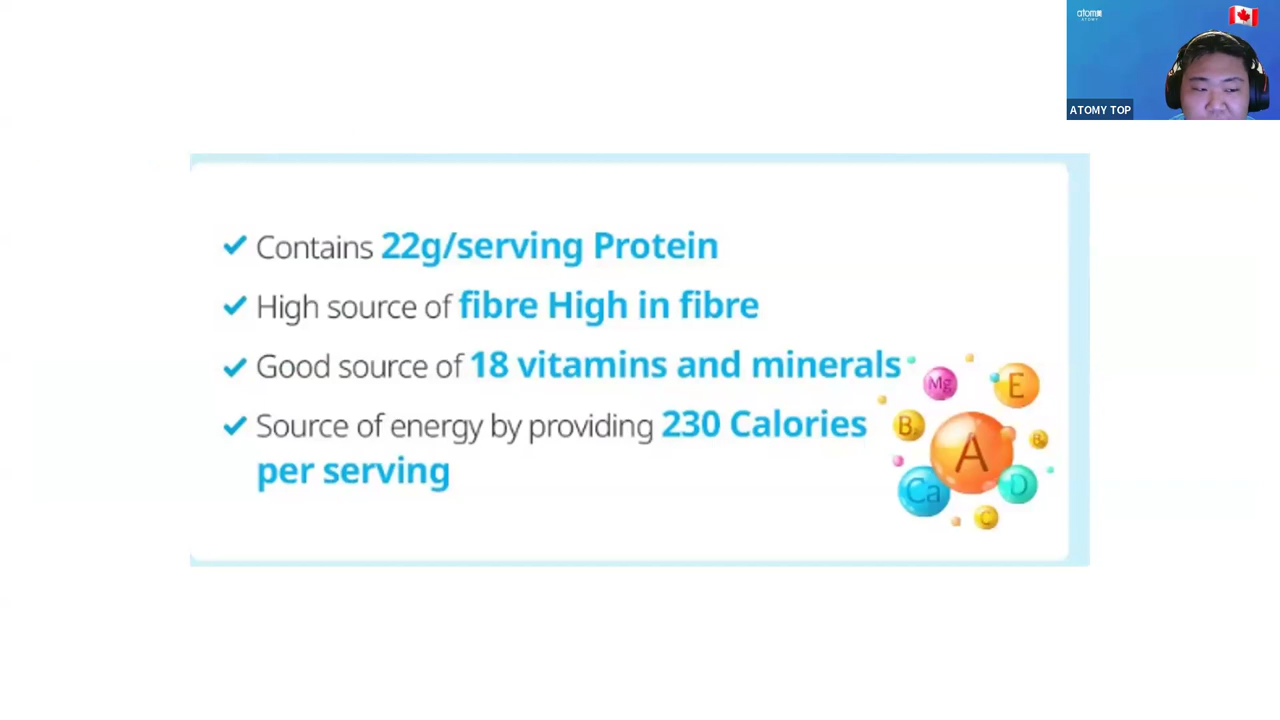 atomy
ATOMY
ATOMY TOP
Contains 22g/serving Protein
High source of fibre High in fibre
Good source of 18 vitamins and minerals
Source of energy by providing 230 Calories
per serving
Mg
E
B
A
Ca
D
C